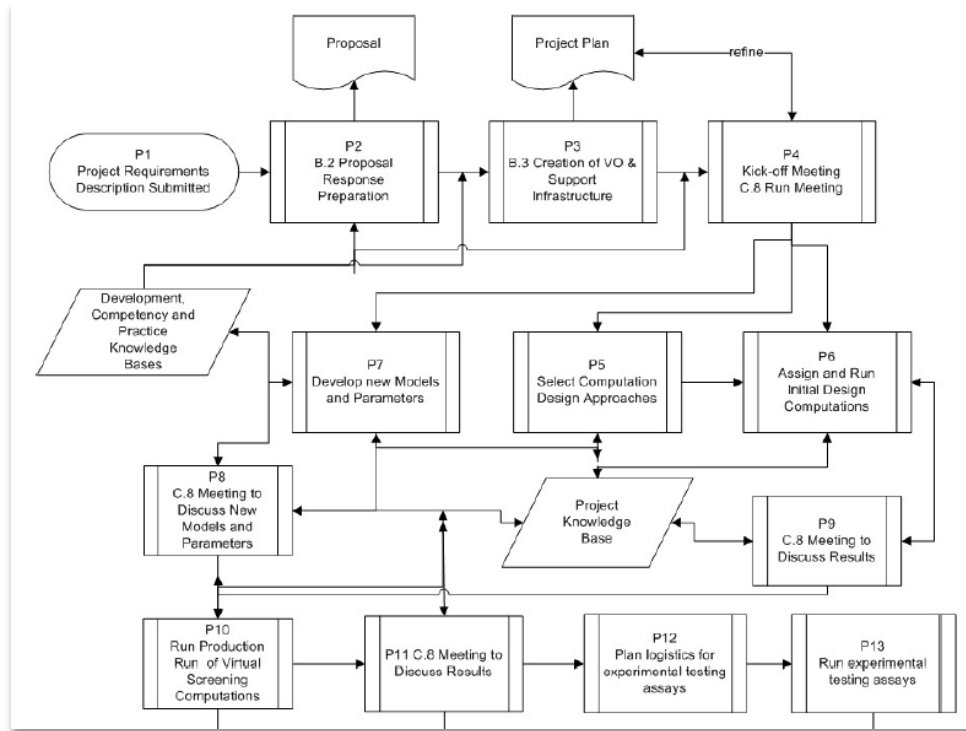 Proposal
Project Plan
refine
P1
Project Requirements
Description Submitted
P2
B.2 Proposal
Response
Preparation
P3
B.3 Creation of VO &
Support
Infrastructure
P4
Kick-off Meeting
C.8 Run Meeting
Development,
Competency and
Practice
Knowledge
Bases
P7
Develop new Models
and Parameters
P5
Select Computation
Design Approaches
P6
Assign and Run
Initial Design
Computations
P8
C.8 Meeting to
Discuss New
Models and
Parameters
Project
Knowledge
Base
P9
C.8 Meeting to
Discuss Results
P10
Run Production
Run of Virtual
Screening
Computations
P11 C.8 Meeting to
Discuss Results
P12
Plan logistics for
experimental testing
assays
P13
Run experimental
testing assays